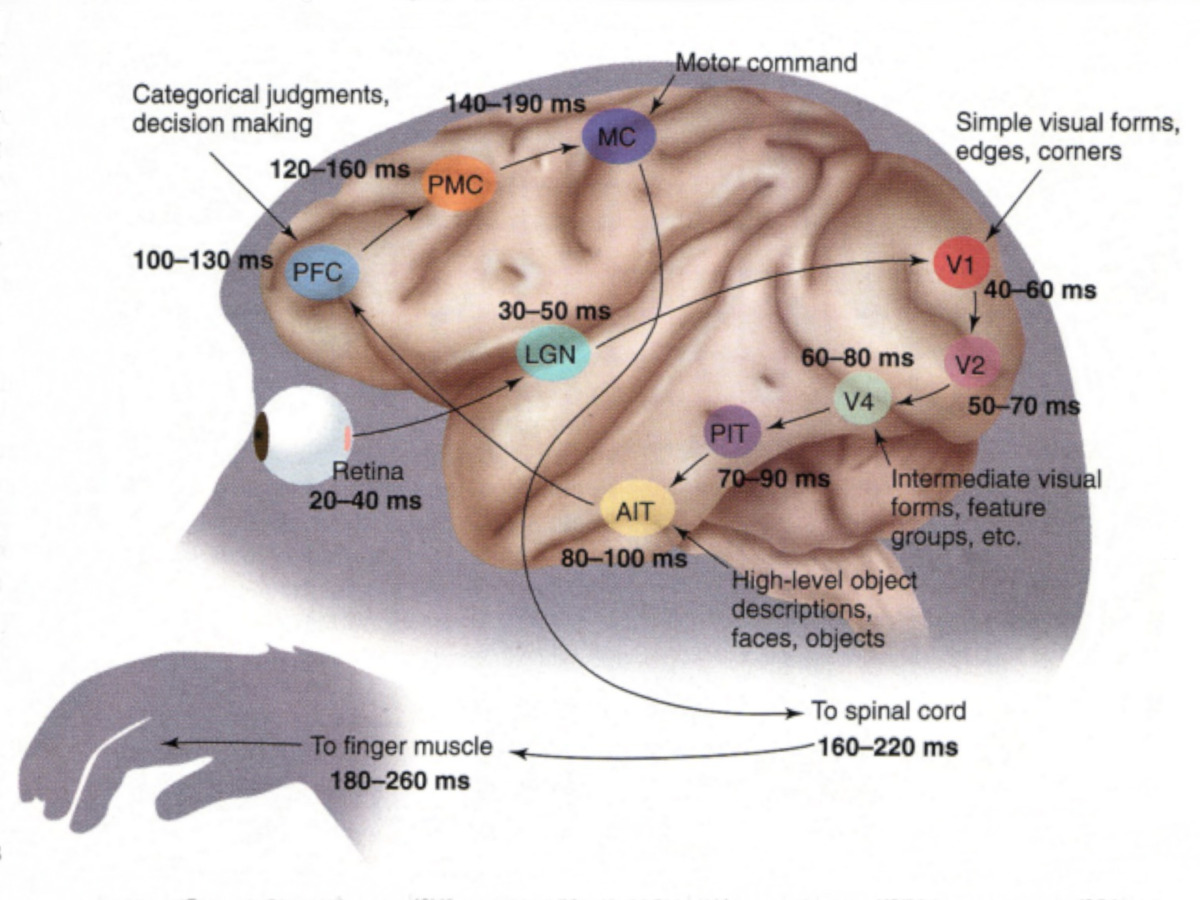 Motor command
Categorical judgments,
decision making
140–190 ms
MC
Simple visual forms,
edges, corners
120–160 ms
PMC
100–130 ms
PFC
V1
40–60 ms
30–50 ms
LGN
60–80 ms
V2
V4
50–70 ms
PIT
Retina
20–40 ms
70–90 ms
Intermediate visual
forms, feature
groups, etc.
AIT
80–100 ms
High-level object
descriptions,
faces, objects
To spinal cord
160–220 ms
To finger muscle
180–260 ms